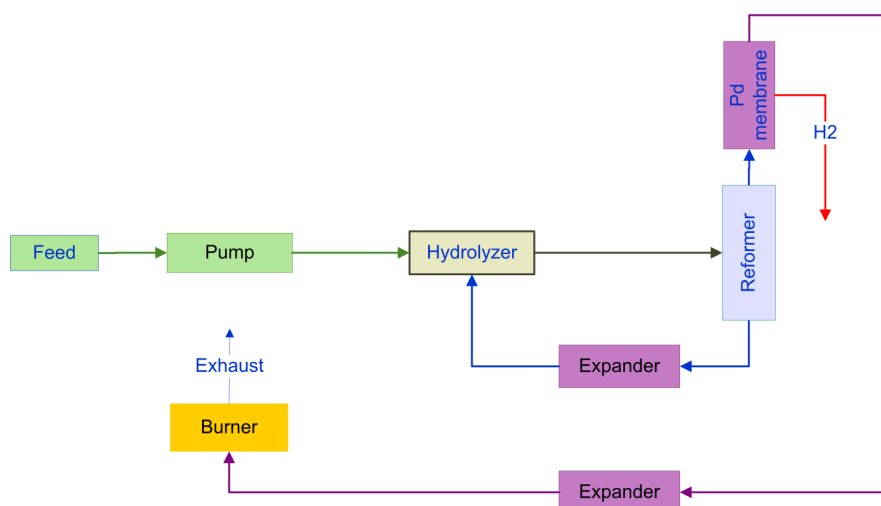 Pd
membrane
H2
Feed
Pump
Hydrolyzer
Reformer
Expander
Exhaust
Burner
Expander